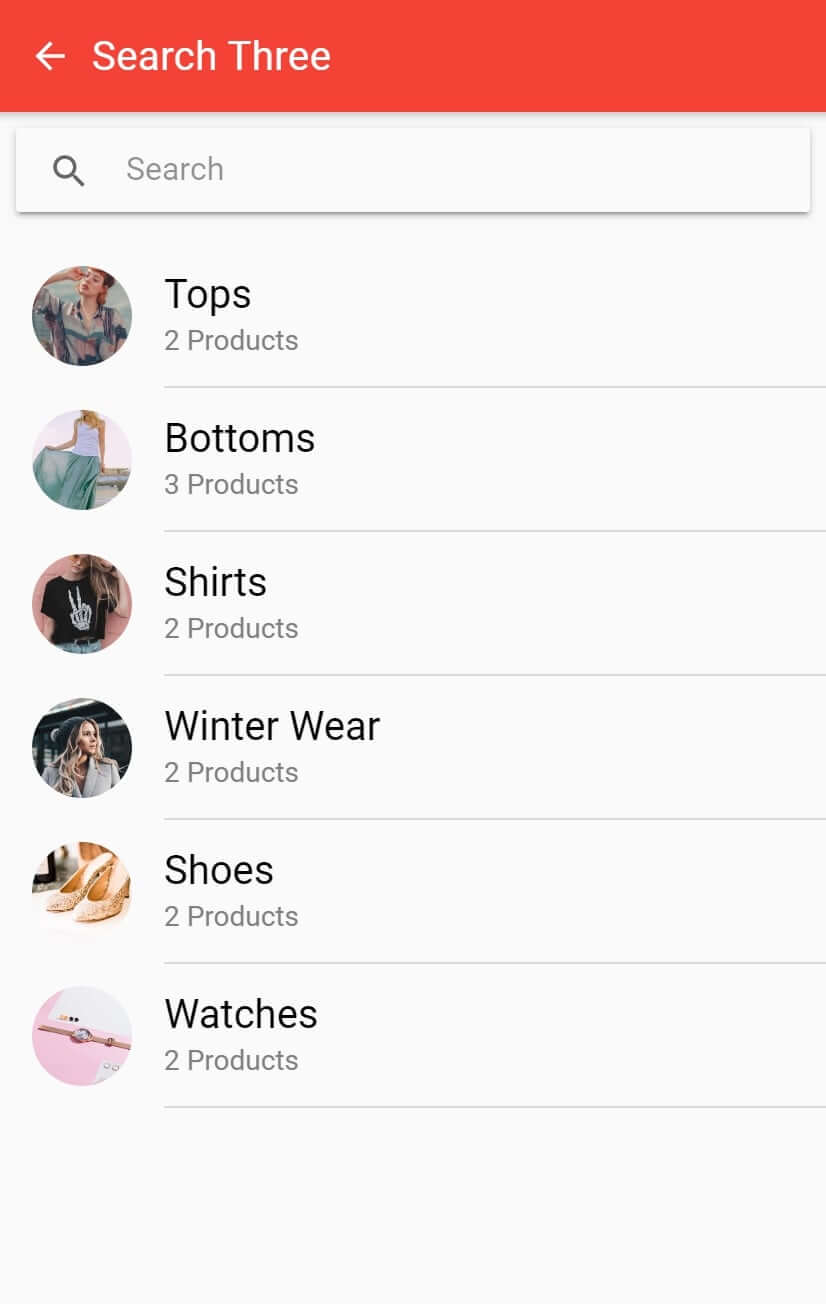 Search Three
Search
Tops
2 Products
Bottoms
3 Products
Shirts
2 Products
Winter Wear
2 Products
Shoes
2 Products
Watches
2 Products